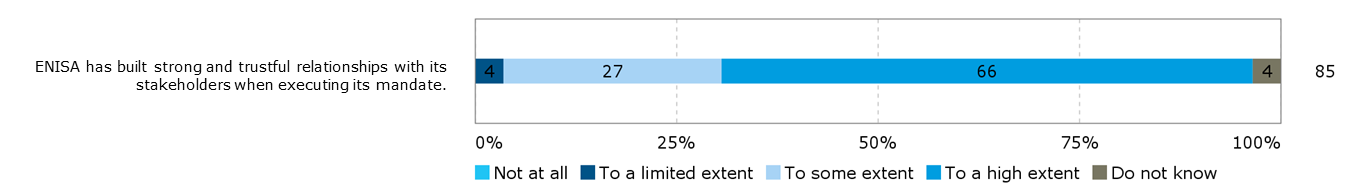 ENISA has built strong and trustful relationships with its
stakeholders when executing its mandate.
4 27 66 4 85
0% 25% 50% 75% 100%
Not at all To a limited extent To some extent To a high extent Do not know